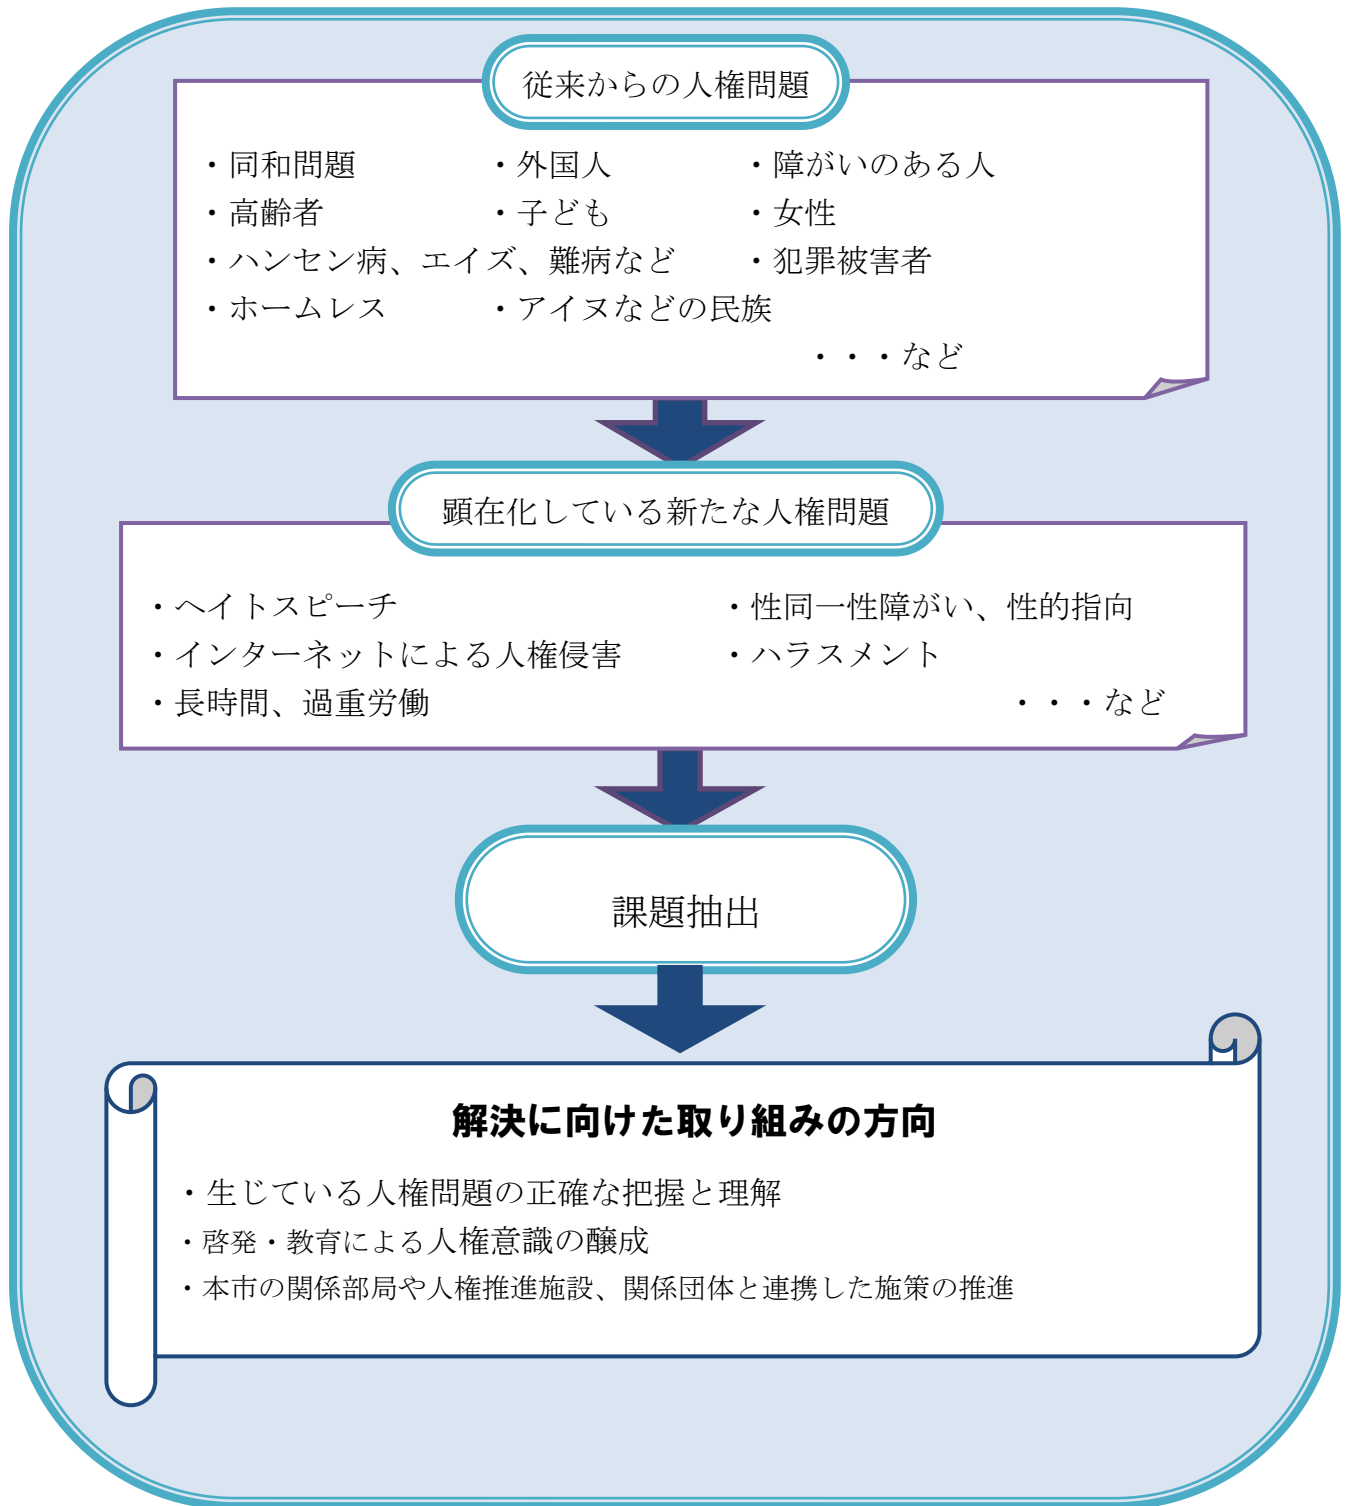 従来からの人権問題
・同和問題 ・外国人 ・障がいのある人
・高齢者 ・子ども ・女性
・ハンセン病、エイズ、難病など ・犯罪被害者
・ホームレス ・アイヌなどの民族
・・・など
顕在化している新たな人権問題
・ヘイトスピーチ ・性同一性障がい、性的指向
・インターネットによる人権侵害 ・ハラスメント
・長時間、過重労働 ・・・など
課題抽出
解決に向けた取り組みの方向
・生じている人権問題の正確な把握と理解
・啓発・教育による人権意識の醸成
・本市の関係部局や人権推進施設、関係団体と連携した施策の推進